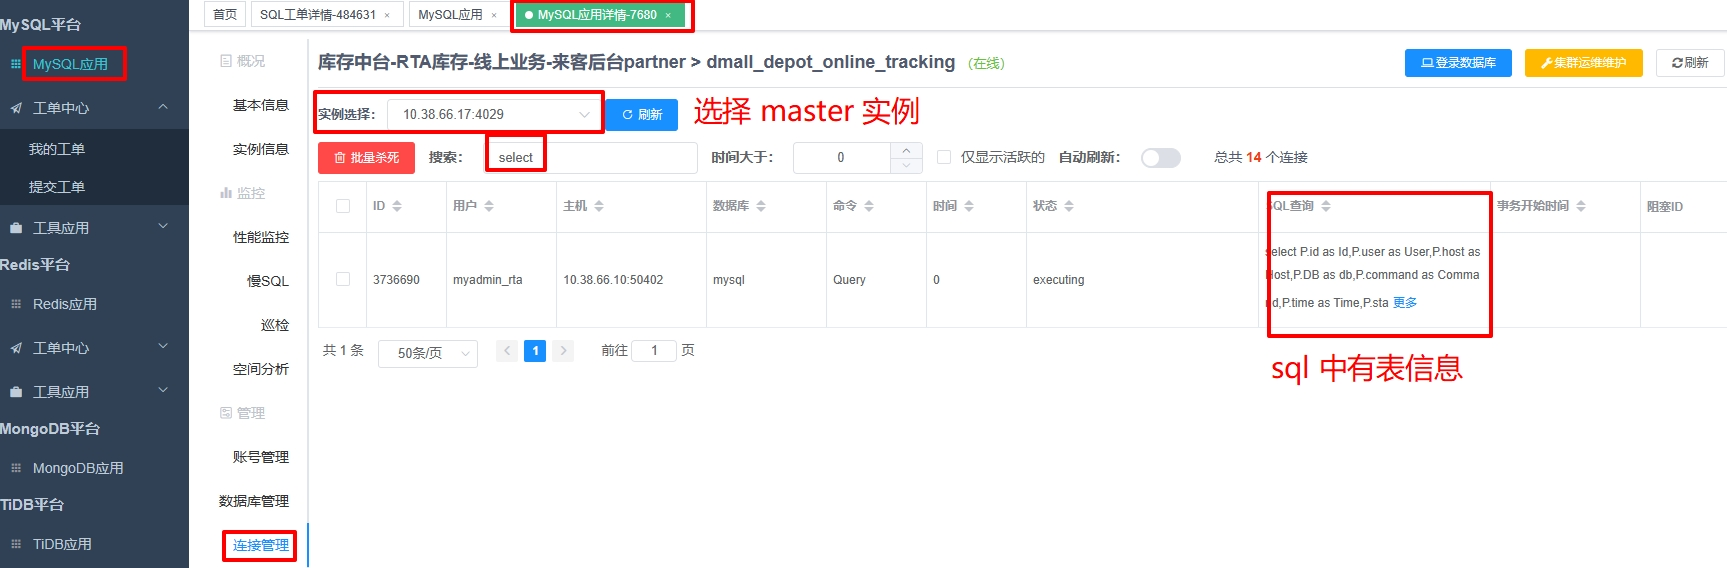 MySQL平台
MySQL应用
工单中心
我的工单
提交工单
工具应用
Redis平台
Redis应用
工单中心
工具应用
MongoDB平台
MongoDB应用
TiDB平台
TiDB应用
首页
SQL工单详情-484631 ×
MySQL应用 ×
MySQL应用详情-7680 ×
概况
基本信息
实例信息
监控
性能监控
慢SQL
巡检
空间分析
管理
账号管理
数据库管理
连接管理
库存中台-RTA库存-线上业务-来客后台partner > dmall_depot_online_tracking (在线)
登录数据库
集群运维维护
刷新
实例选择： 10.38.66.17:4029 刷新
选择 master 实例
批量杀死 搜索： select 时间大于： 0 仅显示活跃的 自动刷新： 总共 14 个连接
ID 用户 主机 数据库 命令 时间 状态 SQL查询 事务开始时间 阻塞ID
3736690 myadmin_rta 10.38.66.10:50402 mysql Query 0 executing
select P.id as Id,P.user as User,P.host as
Host,P.DB as db,P.command as Comma
nd,P.time as Time,P.sta 更多
共 1 条 50条/页 < 1 > 前往 1 页
sql 中有表信息